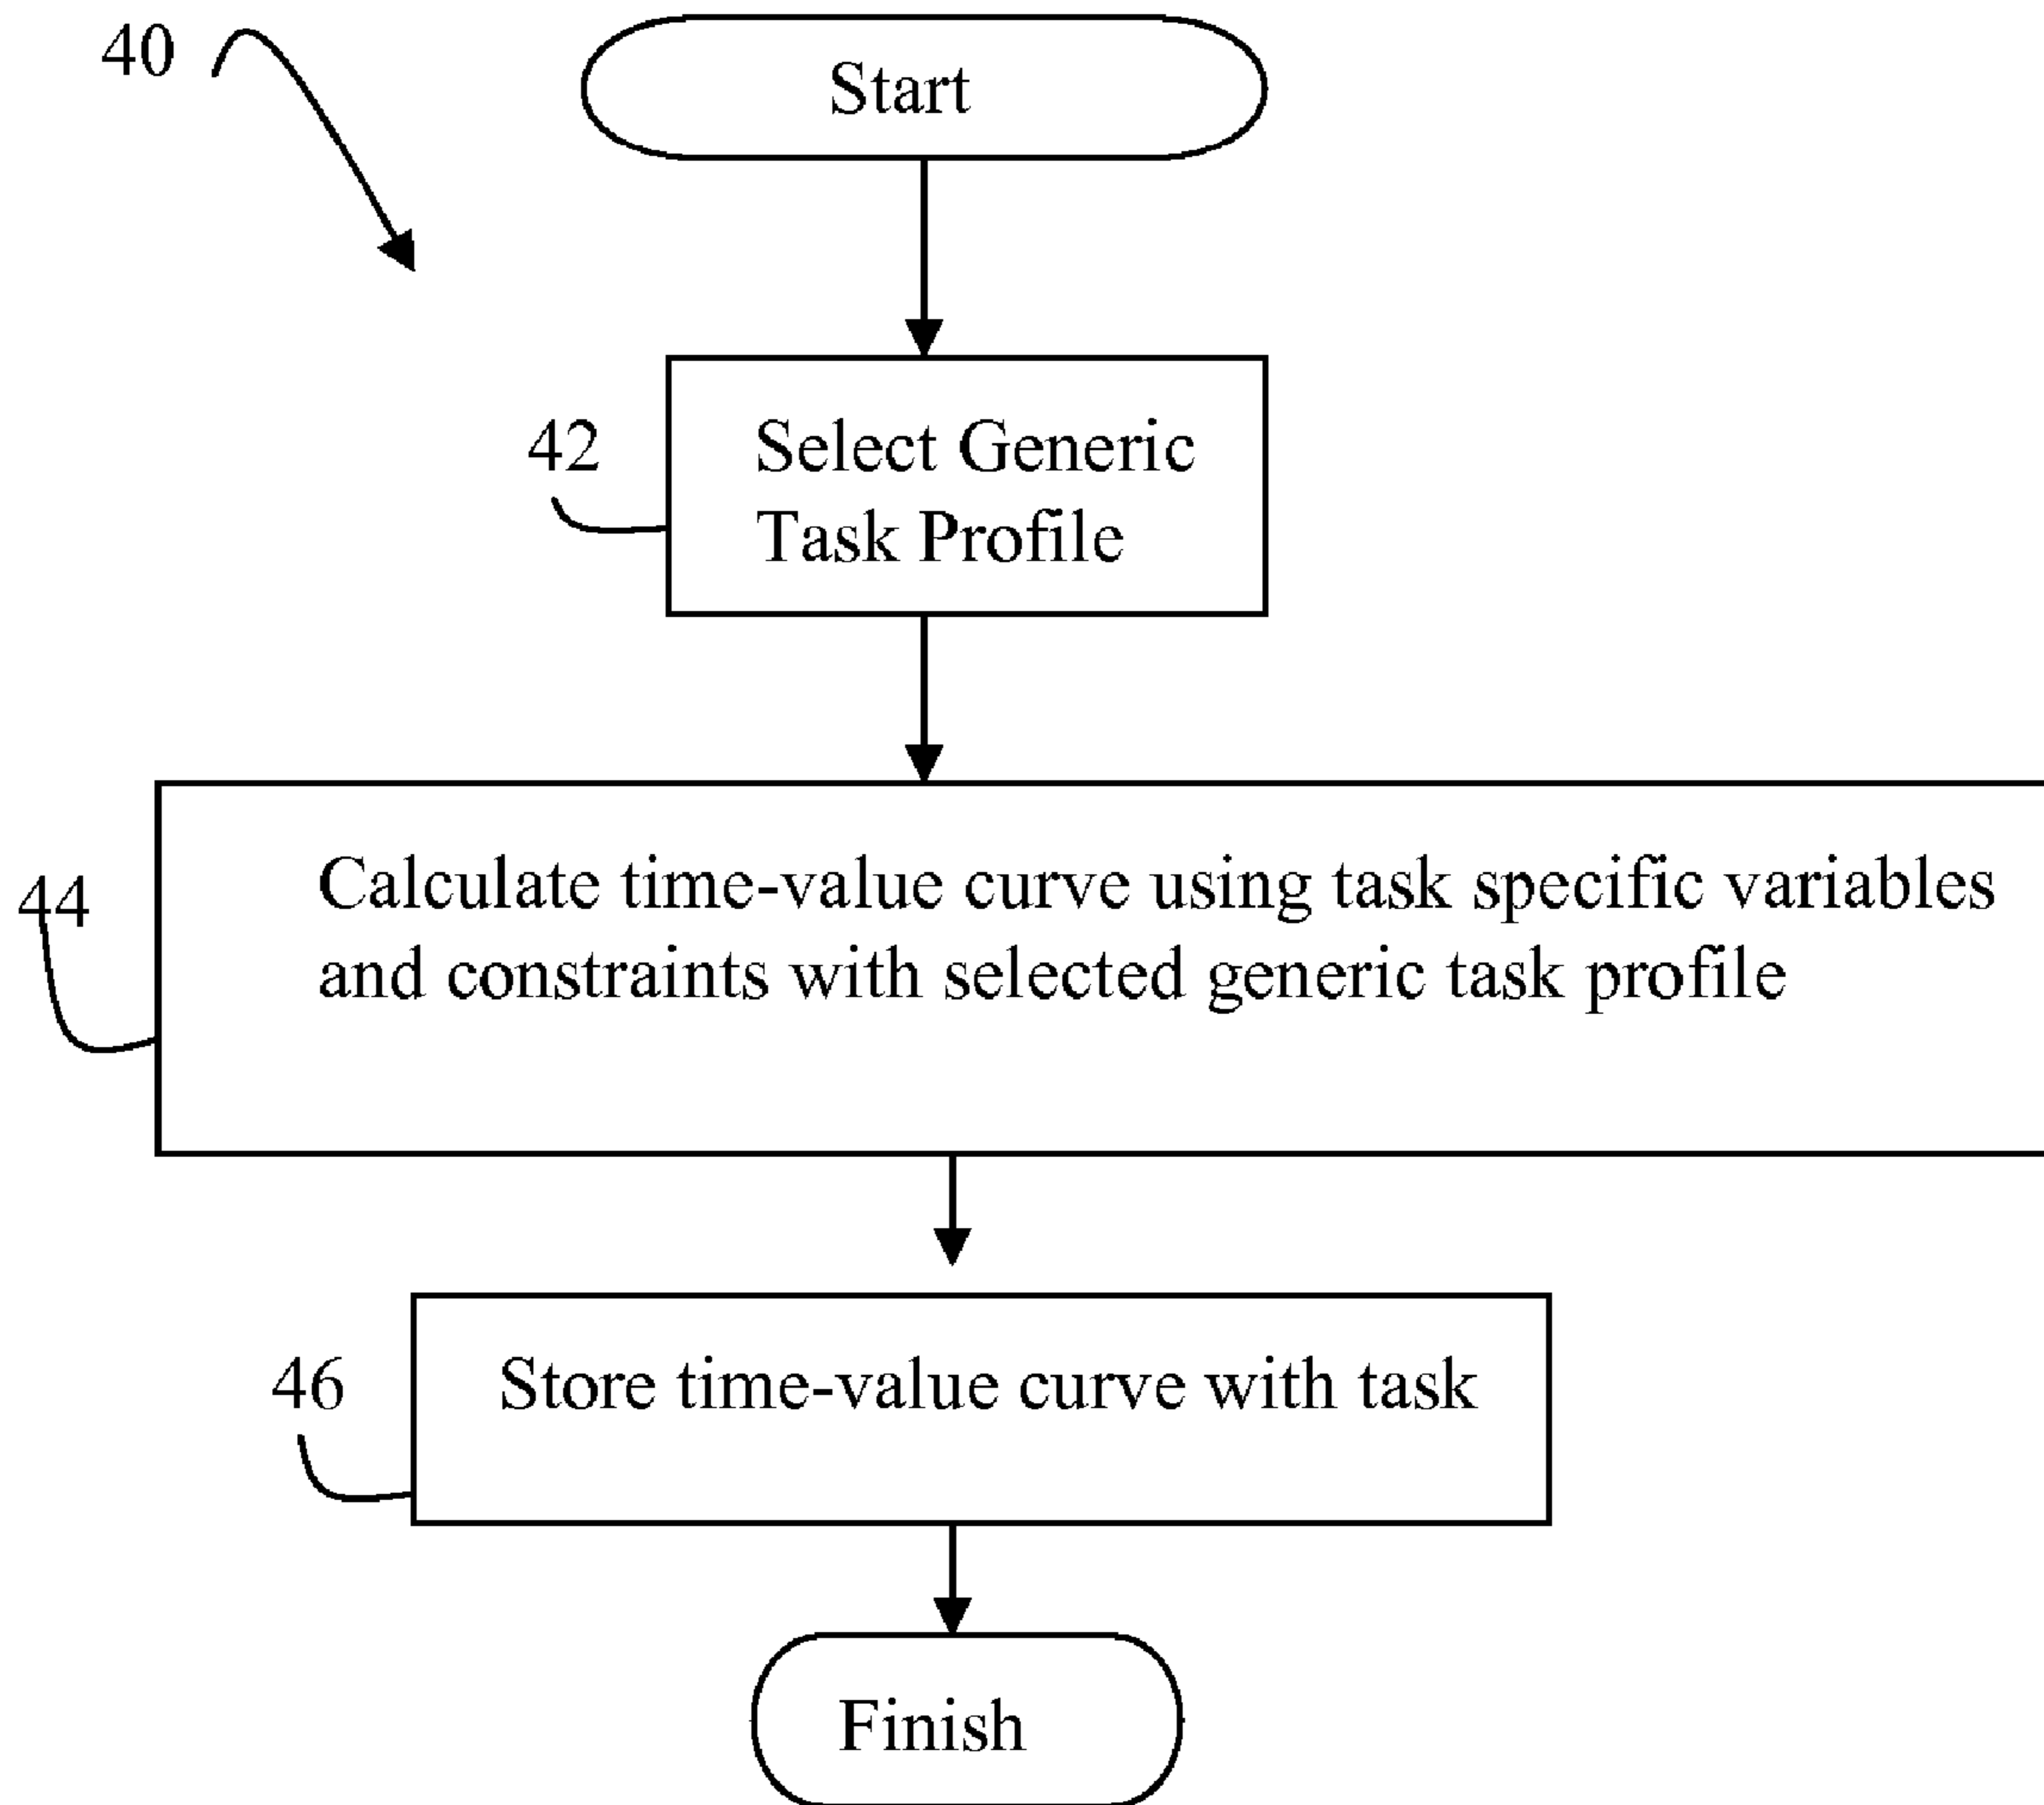 40
Start
42
Select Generic
Task Profile
44
Calculate time-value curve using task specific variables
and constraints with selected generic task profile
46
Store time-value curve with task
Finish